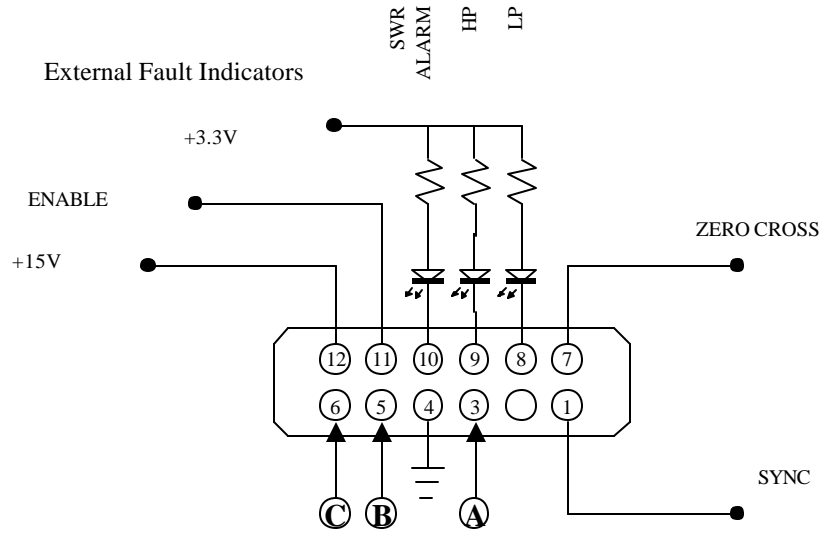 SWR
ALARM
HP
LP
External Fault Indicators
+3.3V
ENABLE
ZERO CROSS
+15V
12 11 10 9 8 7
6 5 4 3 1
SYNC
C B A